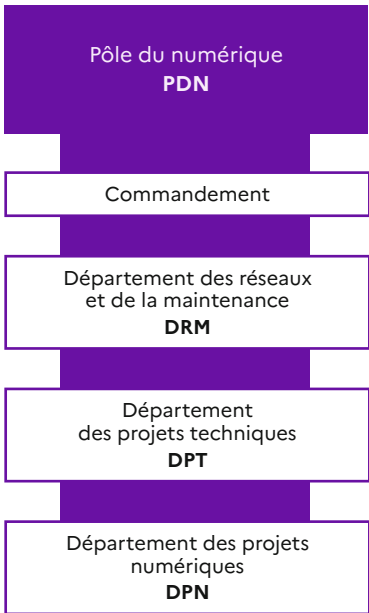 Pôle du numérique
PDN
Commandement
Département des réseaux
et de la maintenance
DRM
Département
des projets techniques
DPT
Département des projets
numériques
DPN